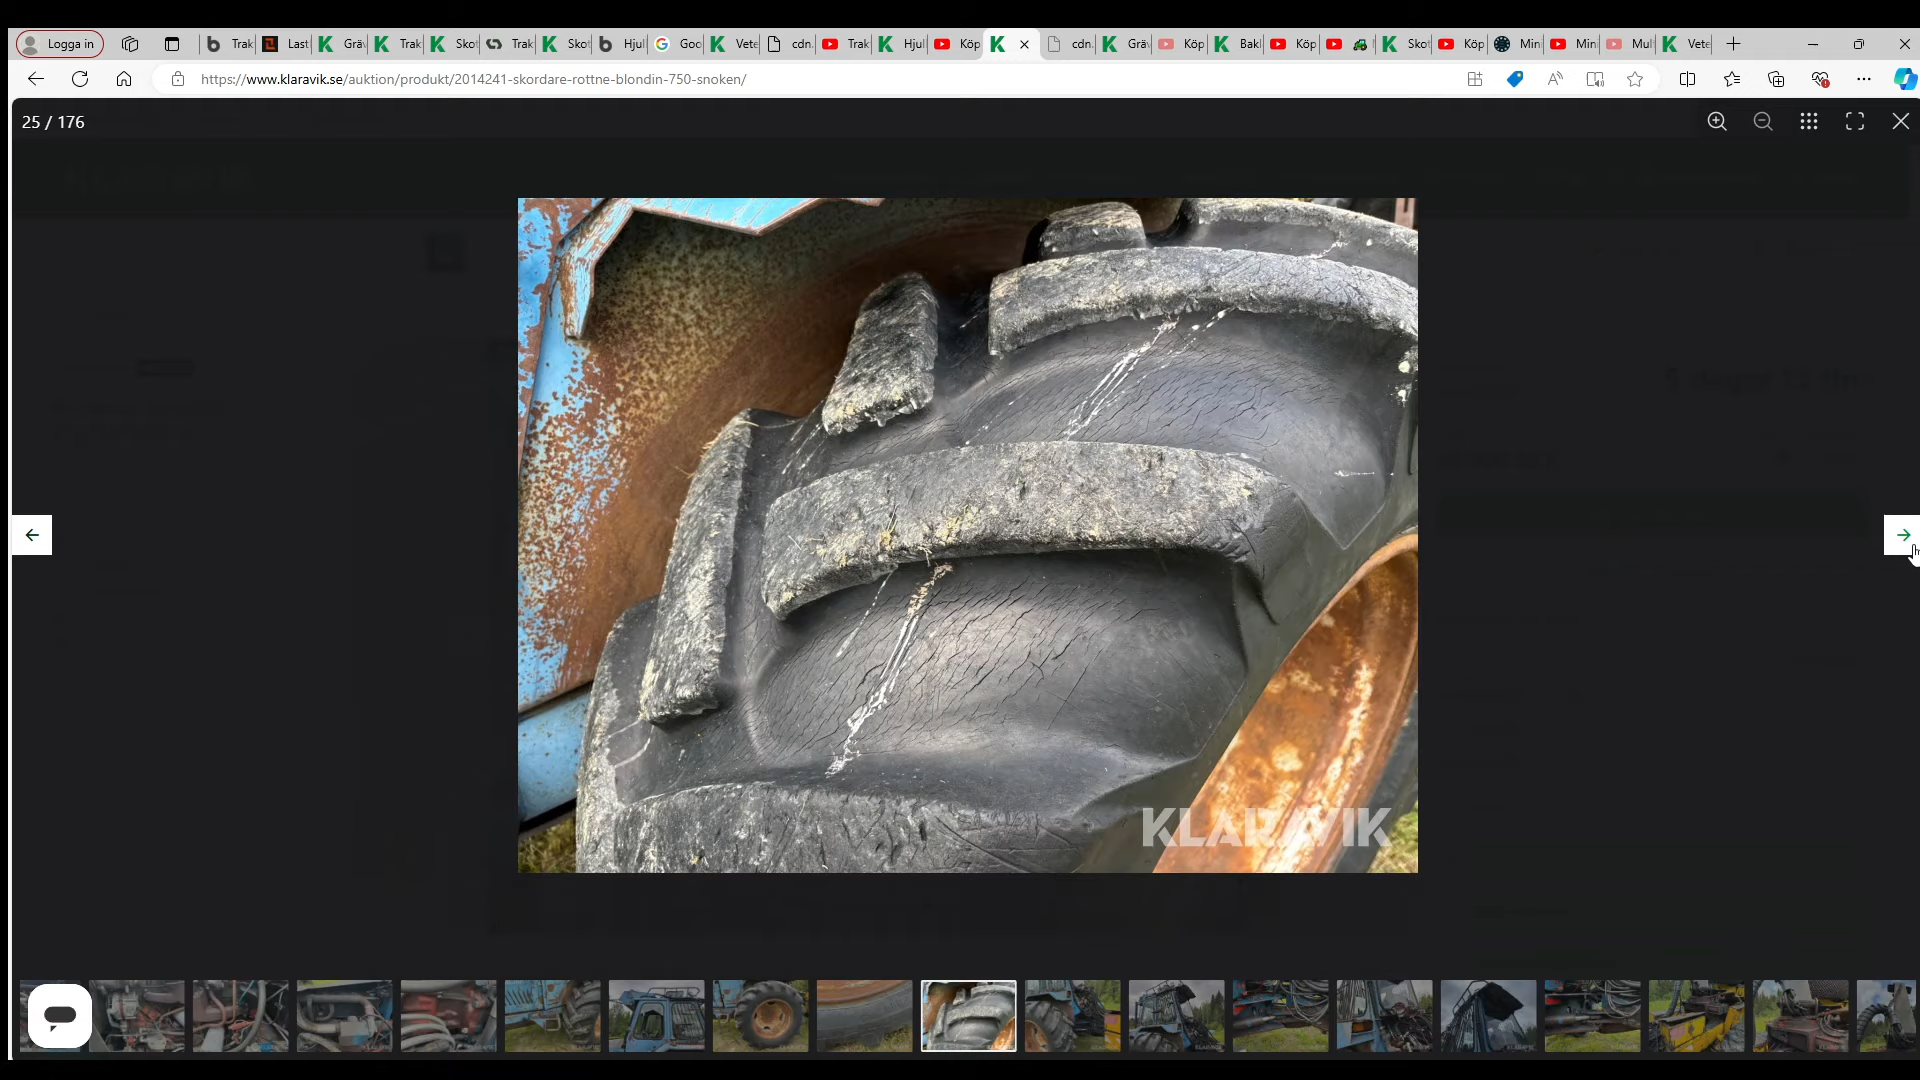 Logga in
Trak
Last
Grä
Trak
Sko
Trak
Sko
Hjul
Goo
Vete
cdn.
Trak
Hjul
Köp
cdn.
Grä
Köp
Bak
Köp
Sko
Köp
Min
Min
Mul
Vete
https://www.klaravik.se/auktion/produkt/2014241-skordare-rottne-blondin-750-snoken/
25 / 176
KLARAVIK